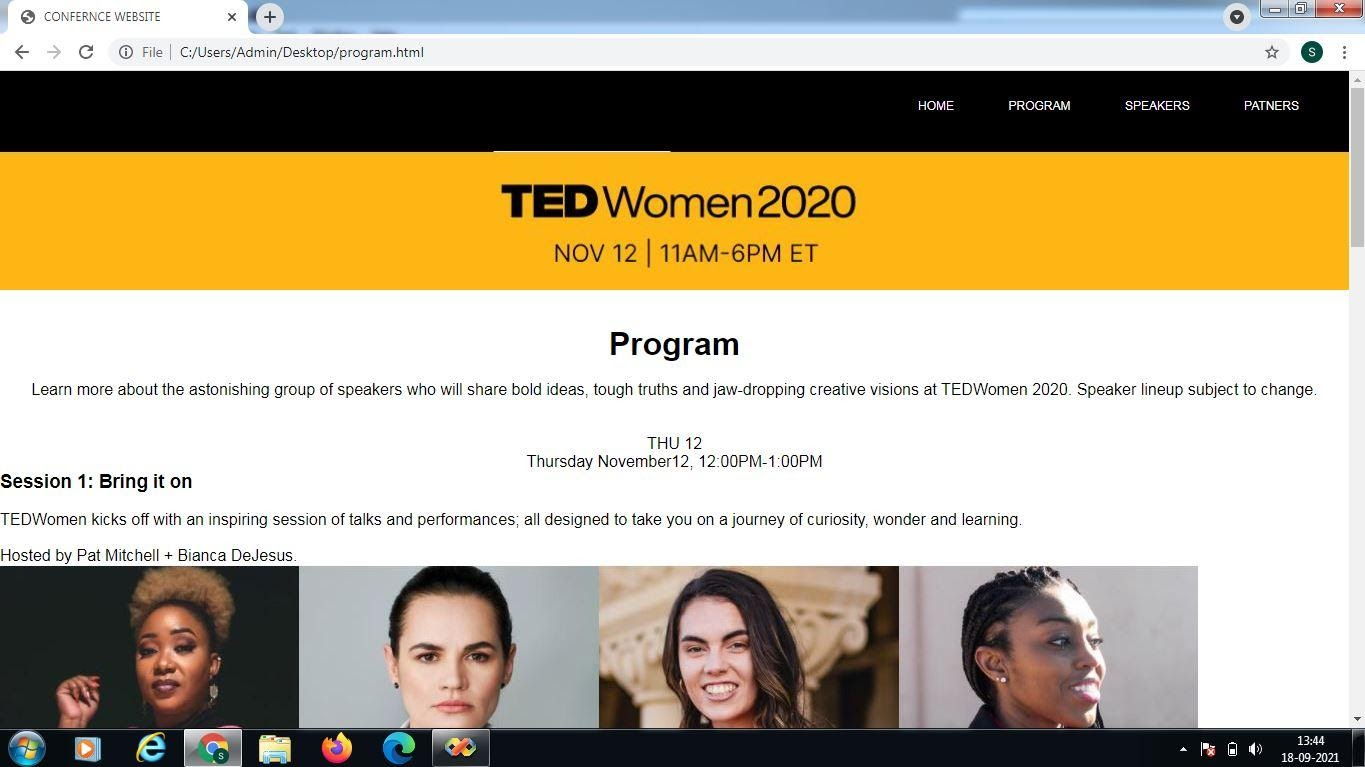 CONFERNCE WEBSITE
File | C:/Users/Admin/Desktop/program.html
S
HOME PROGRAM SPEAKERS PATNERS
TED Women 2020
NOV 12 | 11AM-6PM ET
Program
Learn more about the astonishing group of speakers who will share bold ideas, tough truths and jaw-dropping creative visions at TEDWomen 2020. Speaker lineup subject to change.
THU 12
Thursday November12, 12:00PM-1:00PM
Session 1: Bring it on
TEDWomen kicks off with an inspiring session of talks and performances; all designed to take you on a journey of curiosity, wonder and learning.
Hosted by Pat Mitchell + Bianca DeJesus.
S
13:44
18-09-2021